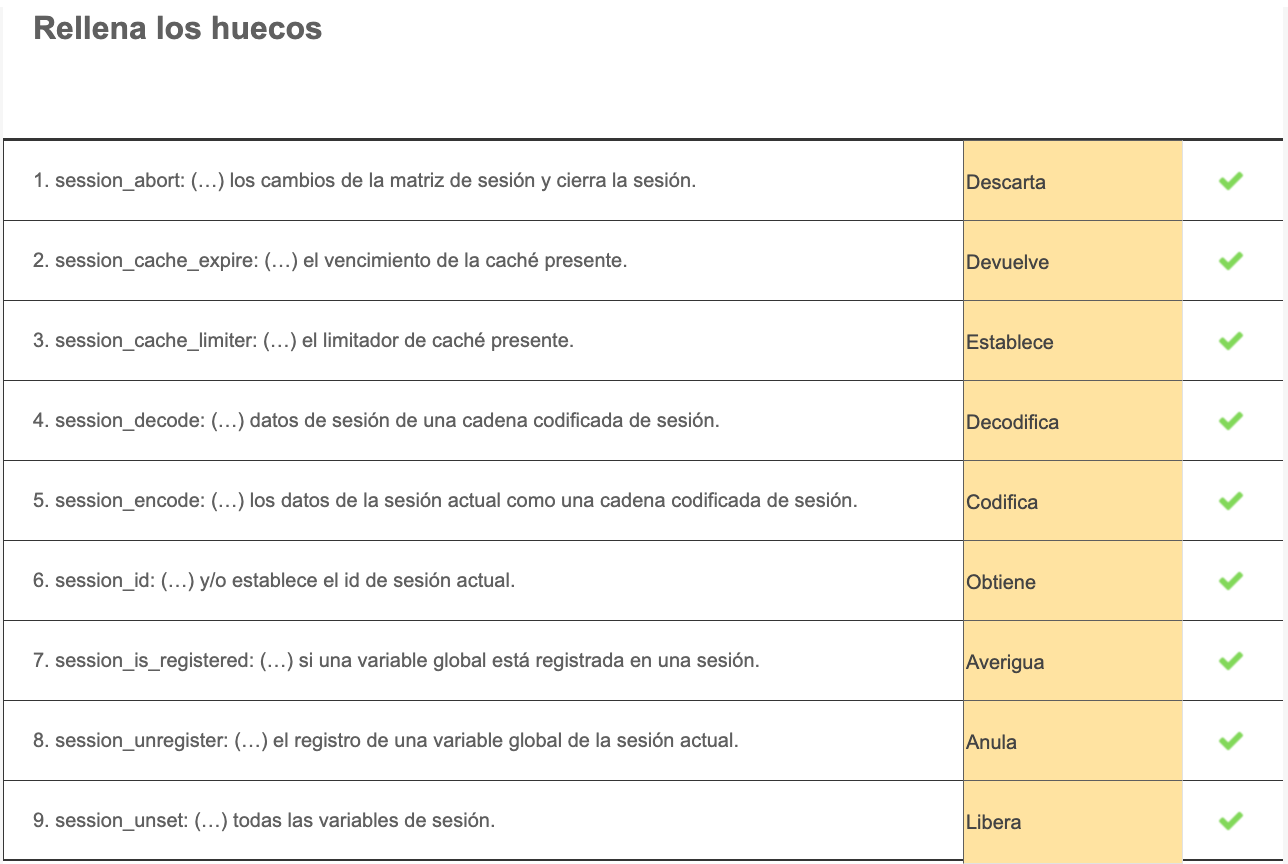 Rellena los huecos
1. session_abort: (…) los cambios de la matriz de sesión y cierra la sesión.
Descarta
2. session_cache_expire: (…) el vencimiento de la caché presente.
Devuelve
3. session_cache_limiter: (…) el limitador de caché presente.
Establece
4. session_decode: (…) datos de sesión de una cadena codificada de sesión.
Decodifica
5. session_encode: (…) los datos de la sesión actual como una cadena codificada de sesión.
Codifica
6. session_id: (…) y/o establece el id de sesión actual.
Obtiene
7. session_is_registered: (…) si una variable global está registrada en una sesión.
Averigua
8. session_unregister: (…) el registro de una variable global de la sesión actual.
Anula
9. session_unset: (…) todas las variables de sesión.
Libera